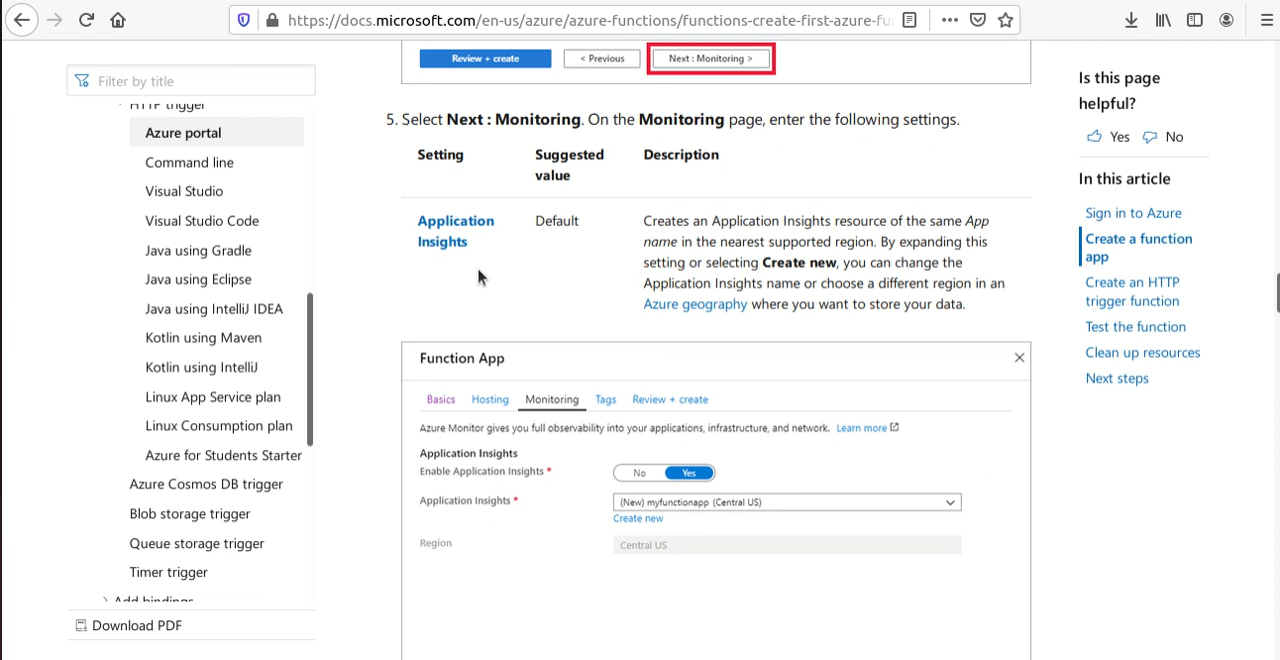 https://docs.microsoft.com/en-us/azure/azure-functions/functions-create-first-azure-fu
Filter by title
HTTP trigger
Azure portal
Command line
Visual Studio
Visual Studio Code
Java using Gradle
Java using Eclipse
Java using IntelliJ IDEA
Kotlin using Maven
Kotlin using IntelliJ
Linux App Service plan
Linux Consumption plan
Azure for Students Starter
Azure Cosmos DB trigger
Blob storage trigger
Queue storage trigger
Timer trigger
Add bindings
Download PDF
Review + create
< Previous
Next : Monitoring >
5. Select Next : Monitoring. On the Monitoring page, enter the following settings.
Setting
Suggested
value
Description
Application
Insights
Default
Creates an Application Insights resource of the same App
name in the nearest supported region. By expanding this
setting or selecting Create new, you can change the
Application Insights name or choose a different region in an
Azure geography where you want to store your data.
Function App
Basics Hosting Monitoring Tags Review + create
Azure Monitor gives you full observability into your applications, infrastructure, and network. Learn more
Application Insights
Enable Application Insights *
No Yes
Application Insights *
(New) myfunctionapp (Central US)
Create new
Region
Central US
Is this page
helpful?
Yes No
In this article
Sign in to Azure
Create a function
app
Create an HTTP
trigger function
Test the function
Clean up resources
Next steps